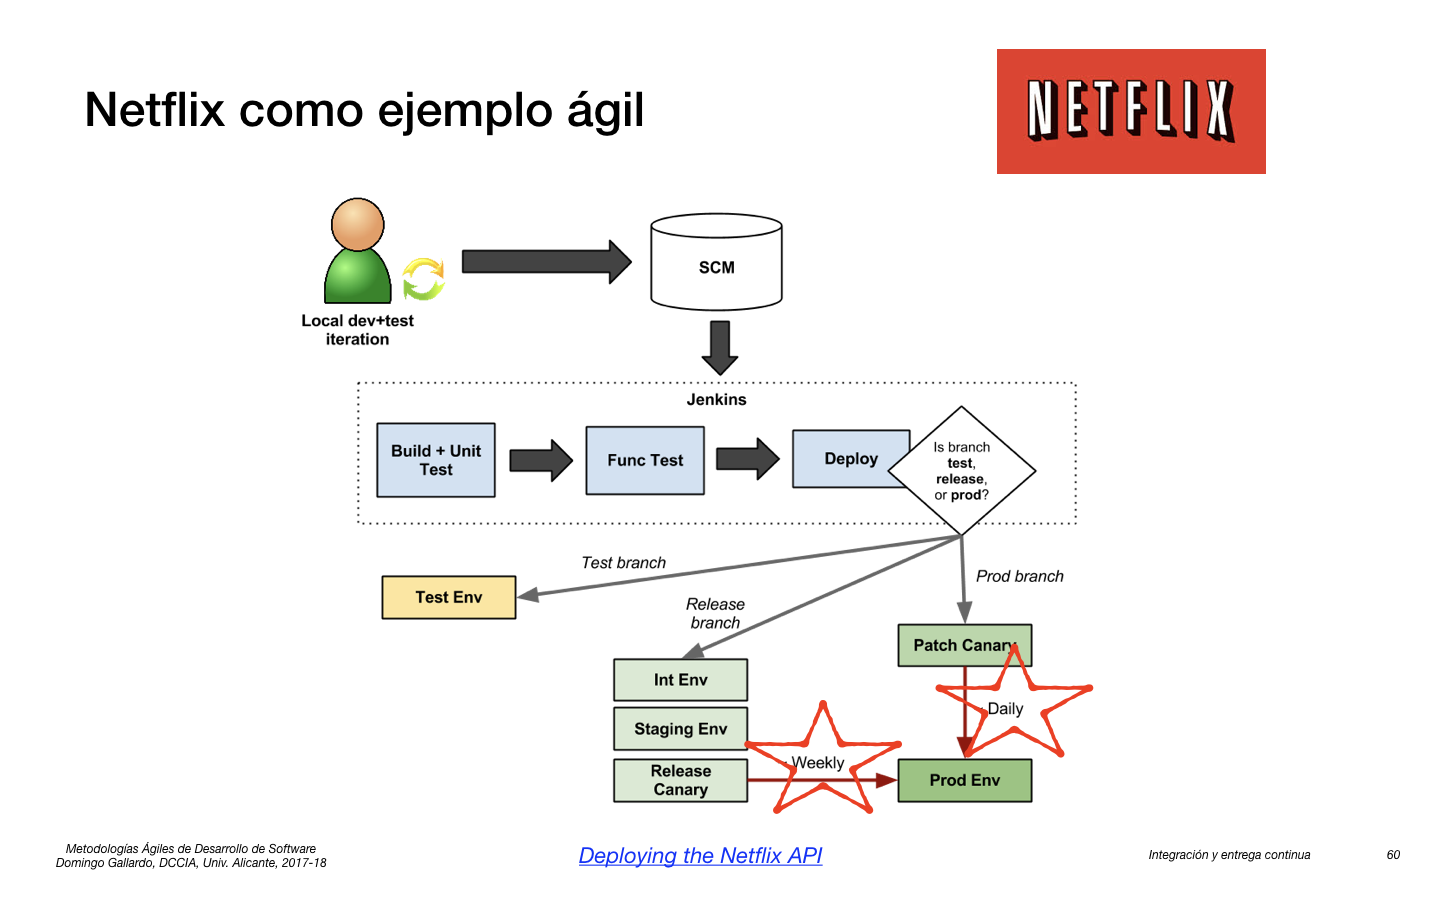 Netflix como ejemplo ágil
NETFLIX
SCM
Local dev+test
iteration
Jenkins
Build + Unit
Test
Func Test
Deploy
Is branch
test,
release,
or prod?
Test branch
Release
branch
Prod branch
Test Env
Patch Canary
Int Env
Daily
Staging Env
Weekly
Release
Canary
Prod Env
Metodologías Ágiles de Desarrollo de Software
Domingo Gallardo, DCCIA, Univ. Alicante, 2017-18
Deploying the Netflix API
Integración y entrega continua
60